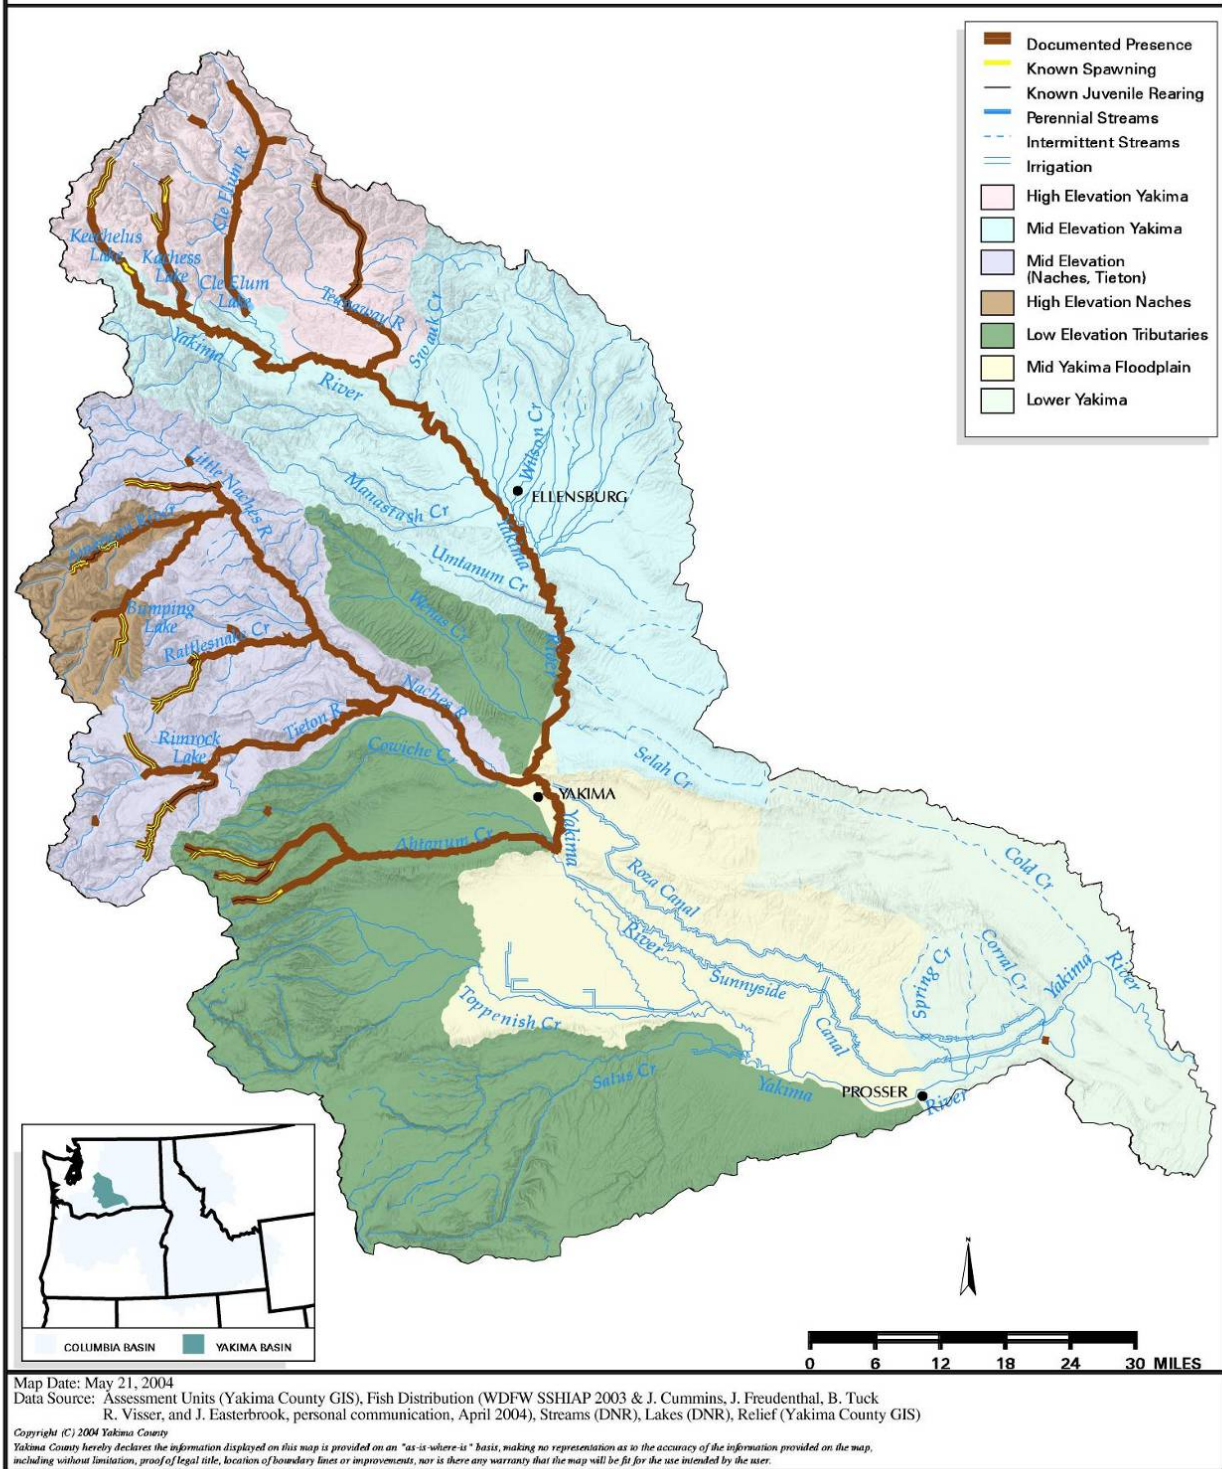 Documented Presence
Known Spawning
Known Juvenile Rearing
Perennial Streams
Intermittent Streams
Irrigation
High Elevation Yakima
Mid Elevation Yakima
Mid Elevation
(Naches, Tieton)
High Elevation Naches
Low Elevation Tributaries
Mid Yakima Floodplain
Lower Yakima
Cle Elum R
Keechelus
Lake
Kachess
Lake
Cle Elum
Lake
Teanaway R
Swauk Cr
Yakima
River
Wilson Cr
ELLENSBURG
Little Naches R
Manastash Cr
Yakima
American River
Umtanum Cr
Wenas Cr
Bumping
Lake
Rattlesnake Cr
River
Naches R
Tieton R
Rimrock
Lake
Cowiche Cr
Selah Cr
YAKIMA
Yakima
Ahtanum Cr
Cold Cr
Roza Canal
River
Sunnyside
Canal
Spring Cr
Corral Cr
Yakima
River
Toppenish Cr
Satus Cr
Yakima
PROSSER
River
N
COLUMBIA BASIN
YAKIMA BASIN
0 6 12 18 24 30 MILES
Map Date: May 21, 2004
Data Source: Assessment Units (Yakima County GIS), Fish Distribution (WDFW SSHIAP 2003 & J. Cummins, J. Freudenthal, B. Tuck
R. Visser, and J. Easterbrook, personal communication, April 2004), Streams (DNR), Lakes (DNR), Relief (Yakima County GIS)
Copyright (C) 2004 Yakima County
Yakima County hereby declares the information displayed on this map is provided on an "as-is-where-is" basis, making no representation as to the accuracy of the information provided on the map,
including without limitation, proof of legal title, location of boundary lines or improvements, nor is there any warranty that the map will be fit for the use intended by the user.